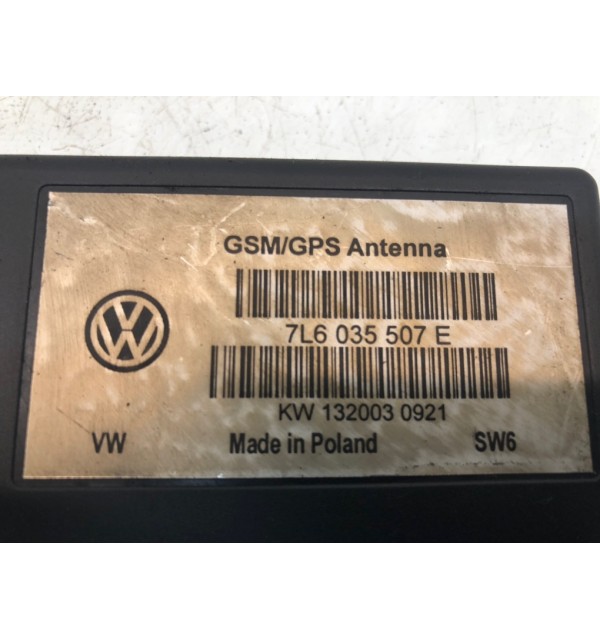 GSM/GPS Antenna
7L6 035 507 E
KW 132003 0921
VW Made in Poland SW6